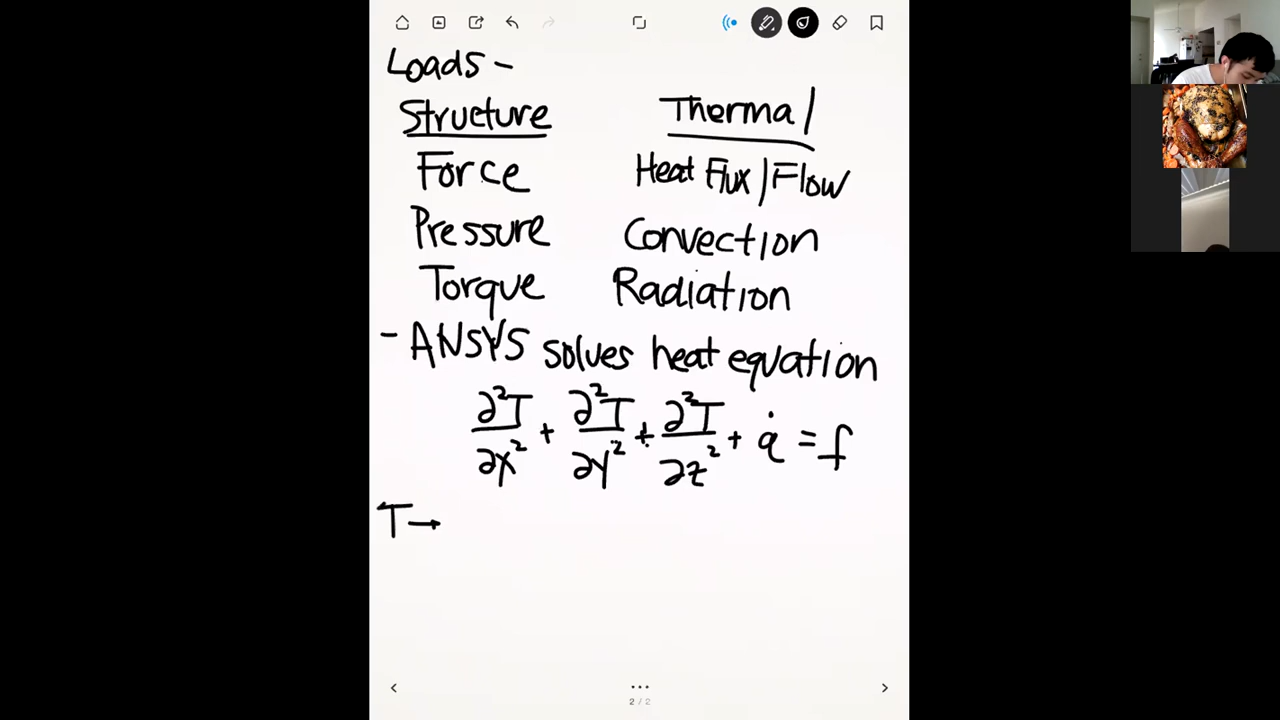 Loads -
Structure Thermal
Force Heat Flux/Flow
Pressure Convection
Torque Radiation
- ANSYS solves heat equation
∂²T/∂x² + ∂²T/∂y² + ∂²T/∂z² + q̇ = f
T→
2 / 2